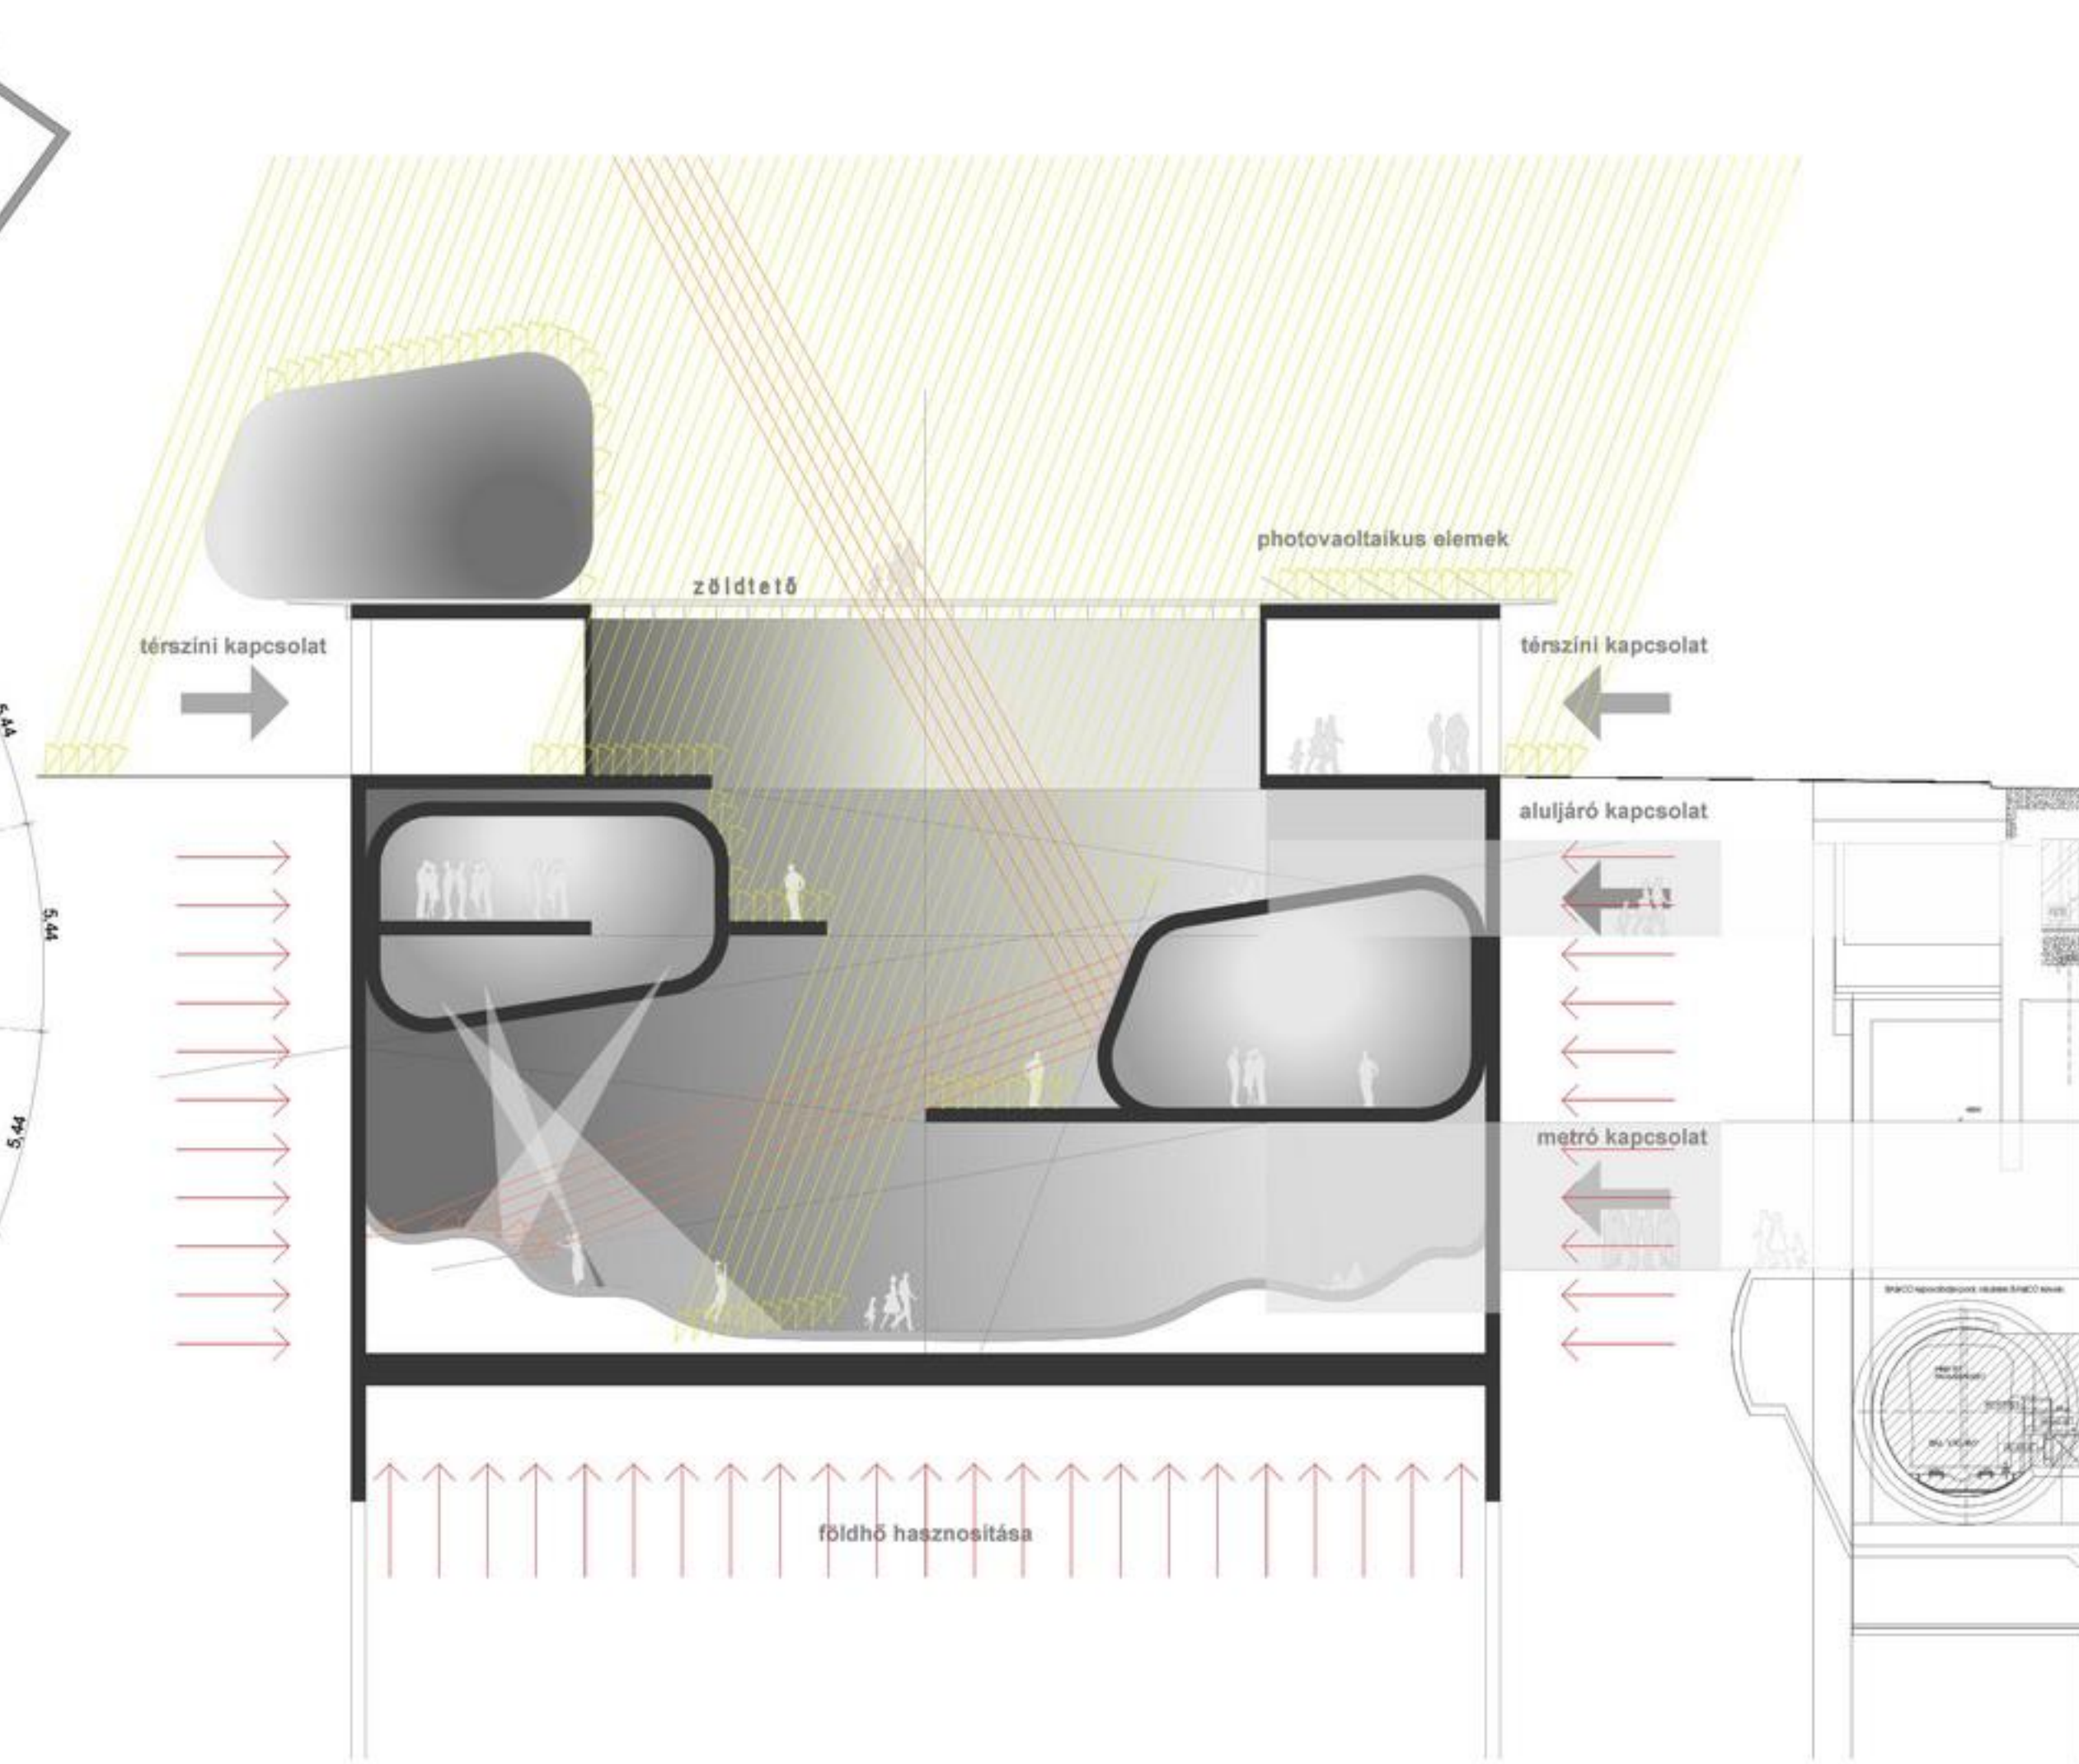 photovaoltaikus elemek
zöldtető
térszíni kapcsolat
térszíni kapcsolat
5,44
aluljáró kapcsolat
5,44
5,44
metró kapcsolat
földhő hasznosítása